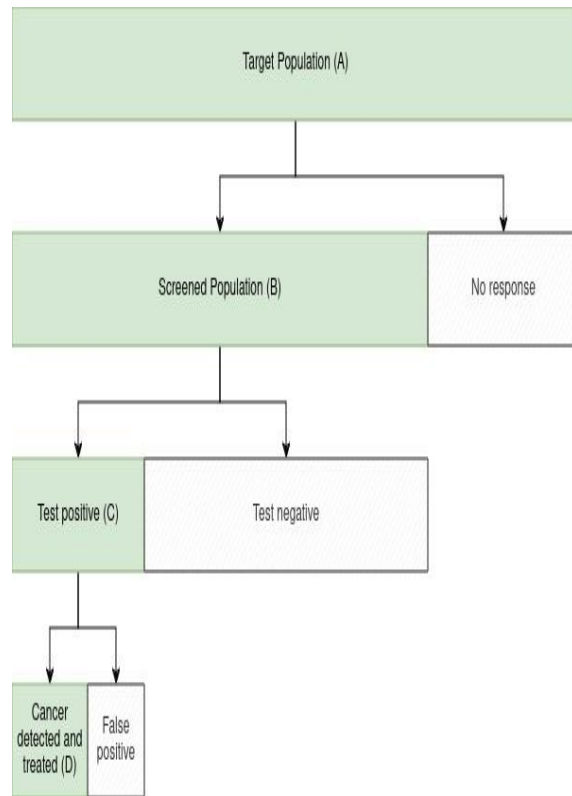 Target Population (A)
Screened Population (B)
No response
Test positive (C)
Test negative
Cancer
detected and
treated (D)
False
positive